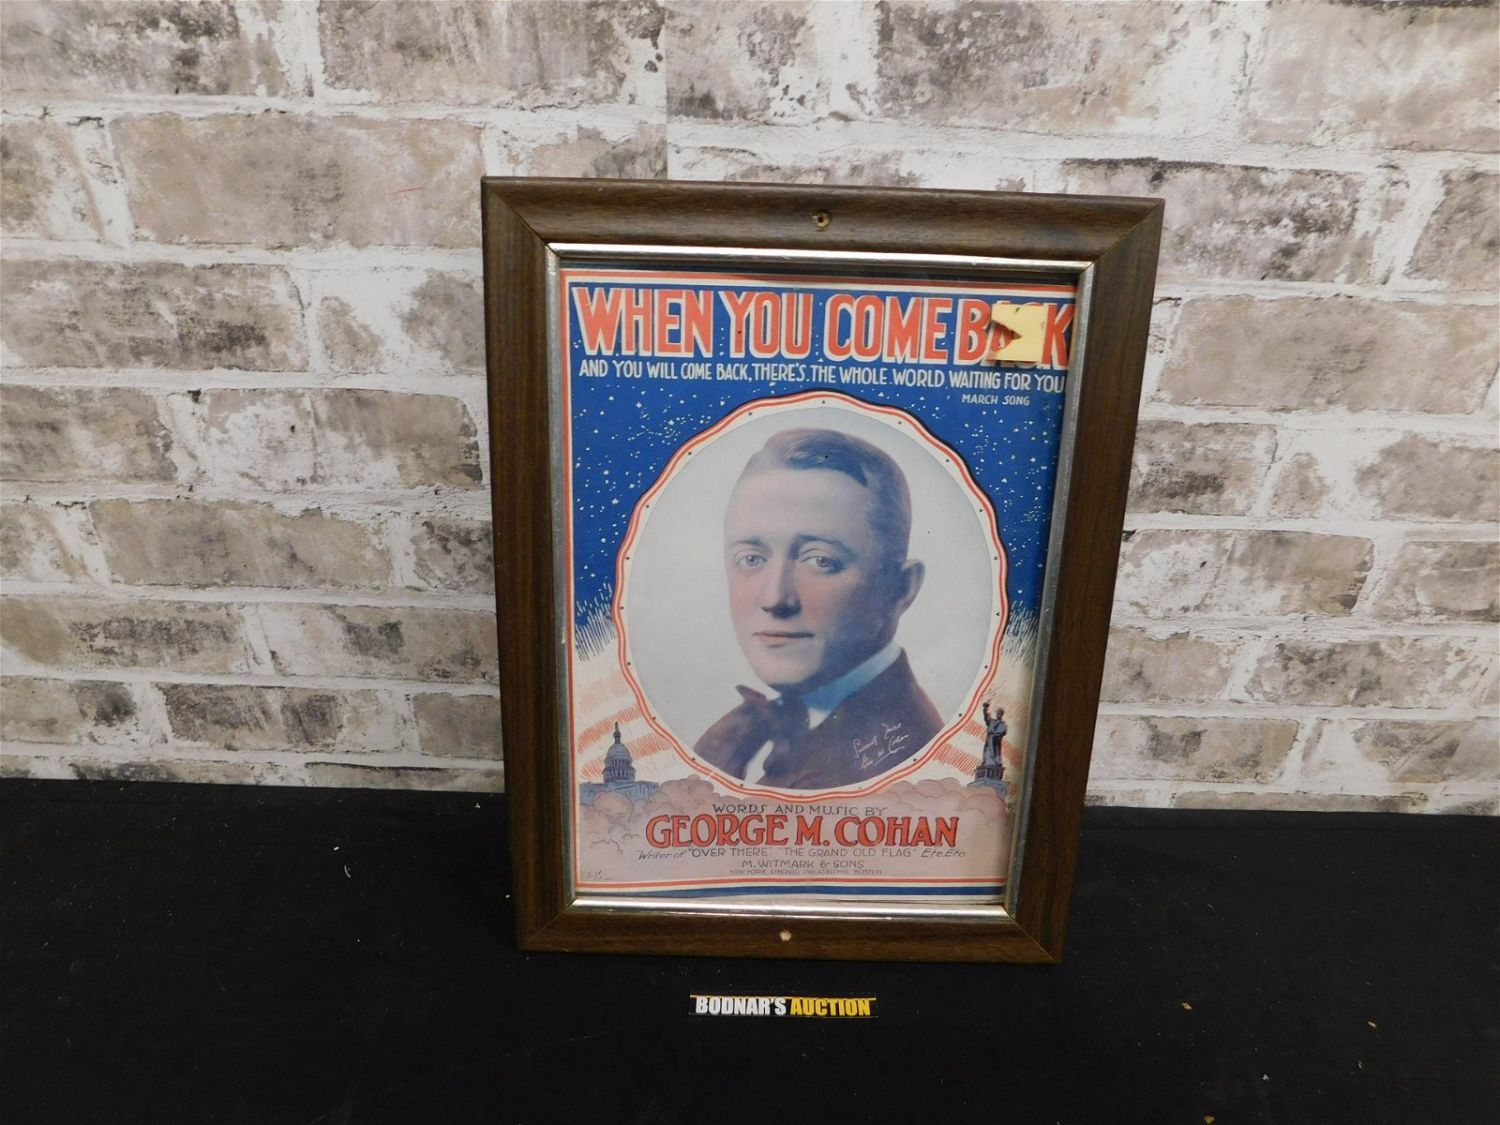 WHEN YOU COME BACK
AND YOU WILL COME BACK, THERE'S THE WHOLE WORLD WAITING FOR YOU
MARCH SONG
WORDS AND MUSIC BY
GEORGE M. COHAN
Writer of "OVER THERE" "THE GRAND OLD FLAG" Etc. Etc.
M. WITMARK & SONS
NEW YORK CHICAGO PHILADELPHIA BOSTON
BODNAR'S AUCTION